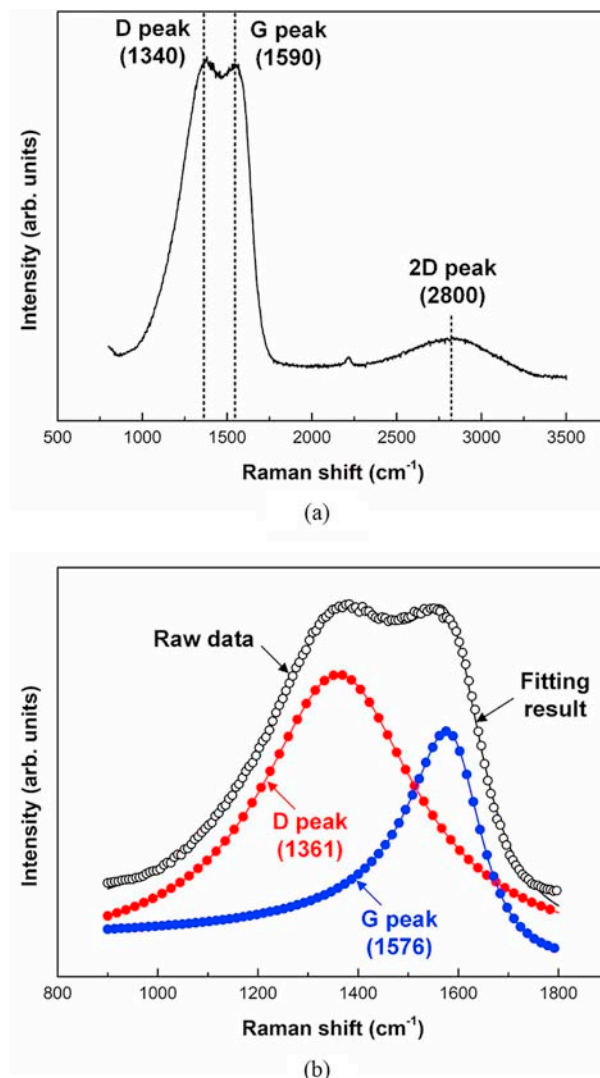 D peak
(1340)
G peak
(1590)
2D peak
(2800)
Intensity (arb. units)
500 1000 1500 2000 2500 3000 3500
Raman shift (cm⁻¹)
(a)
Raw data
Fitting
result
D peak
(1361)
G peak
(1576)
Intensity (arb. units)
800 1000 1200 1400 1600 1800
Raman shift (cm⁻¹)
(b)